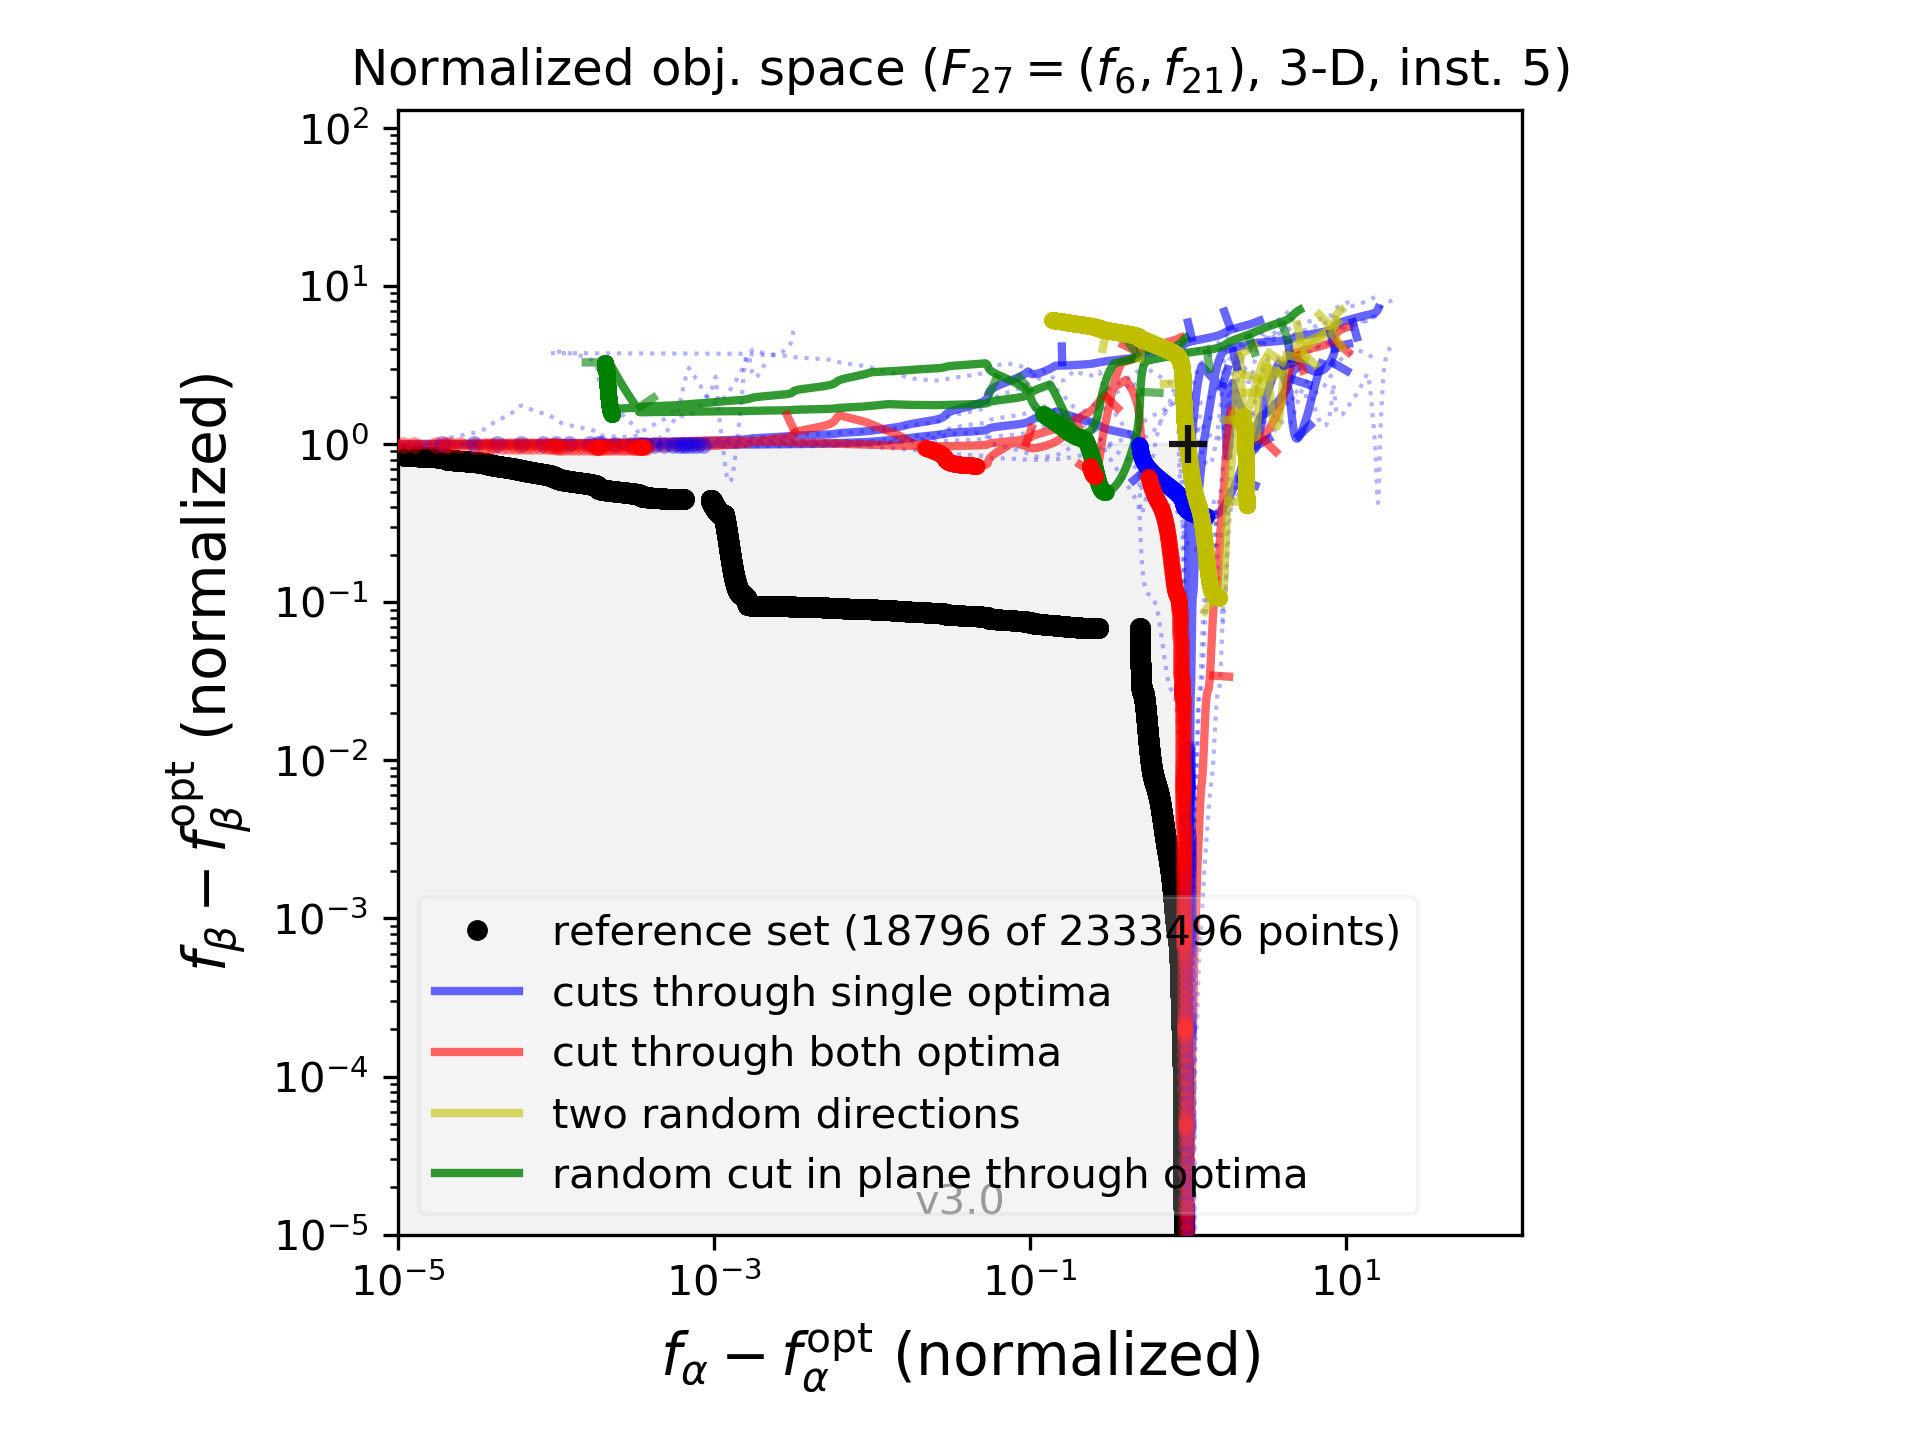 Normalized obj. space ($F_{27} = (f_6, f_{21})$, 3-D, inst. 5)
$10^2$
$10^1$
$10^0$
$10^{-1}$
$10^{-2}$
$10^{-3}$
$10^{-4}$
$10^{-5}$
$f_\beta - f_\beta^{\mathrm{opt}}$ (normalized)
reference set (18796 of 2333496 points)
cuts through single optima
cut through both optima
two random directions
random cut in plane through optima
v3.0
$10^{-5}$ $10^{-3}$ $10^{-1}$ $10^1$
$f_\alpha - f_\alpha^{\mathrm{opt}}$ (normalized)